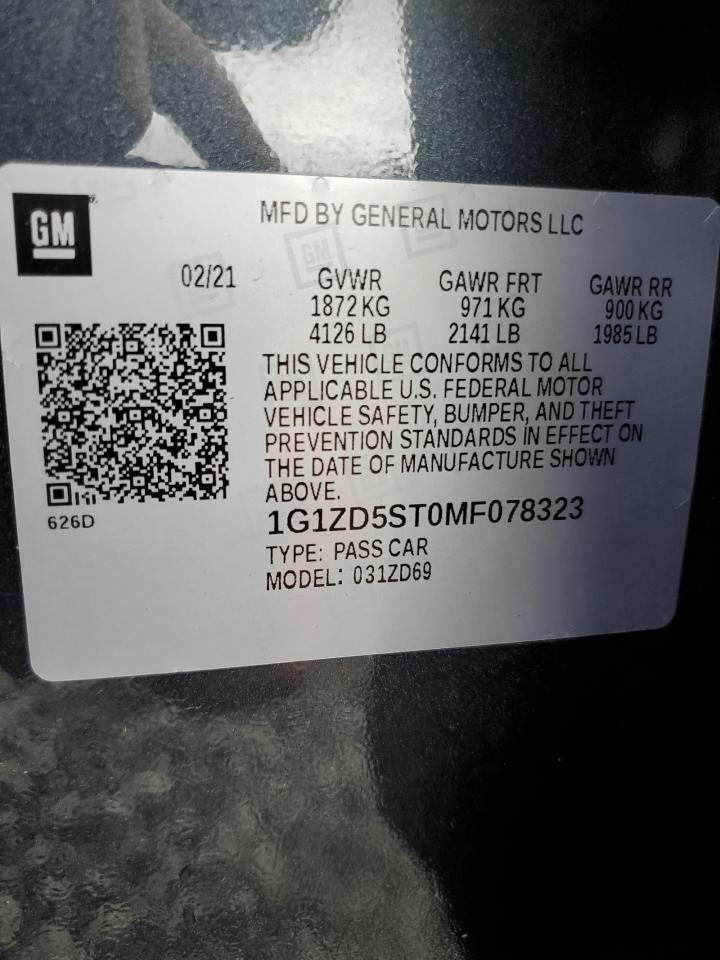 GM
MFD BY GENERAL MOTORS LLC
02/21 GVWR GAWR FRT GAWR RR
1872 KG 971 KG 900 KG
4126 LB 2141 LB 1985 LB
THIS VEHICLE CONFORMS TO ALL
APPLICABLE U.S. FEDERAL MOTOR
VEHICLE SAFETY, BUMPER, AND THEFT
PREVENTION STANDARDS IN EFFECT ON
THE DATE OF MANUFACTURE SHOWN
ABOVE.
626D
1G1ZD5ST0MF078323
TYPE: PASS CAR
MODEL: 031ZD69